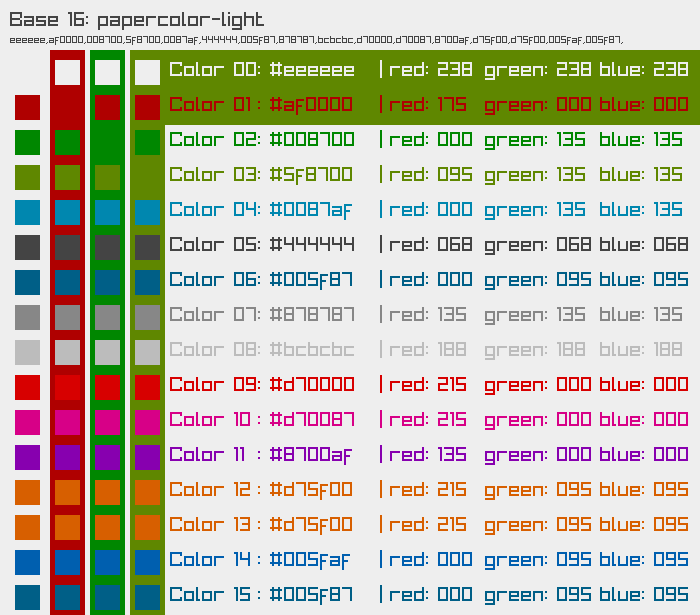 Base 16: papercolor-light
eeeeee,af0000,008700,5f8700,0087af,444444,005f87,878787,bcbcbc,d70000,d70087,8700af,d75f00,d75f00,005faf,005f87,
Color 00: #eeeeee | red: 238 green: 238 blue: 238
Color 01 : #af0000 | red: 175 green: 000 blue: 000
Color 02: #008700 | red: 000 green: 135 blue: 135
Color 03: #5f8700 | red: 095 green: 135 blue: 135
Color 04: #0087af | red: 000 green: 135 blue: 135
Color 05: #444444 | red: 068 green: 068 blue: 068
Color 06: #005f87 | red: 000 green: 095 blue: 095
Color 07: #878787 | red: 135 green: 135 blue: 135
Color 08: #bcbcbc | red: 188 green: 188 blue: 188
Color 09: #d70000 | red: 215 green: 000 blue: 000
Color 10 : #d70087 | red: 215 green: 000 blue: 000
Color 11 : #8700af | red: 135 green: 000 blue: 000
Color 12 : #d75f00 | red: 215 green: 095 blue: 095
Color 13 : #d75f00 | red: 215 green: 095 blue: 095
Color 14 : #005faf | red: 000 green: 095 blue: 095
Color 15 : #005f87 | red: 000 green: 095 blue: 095